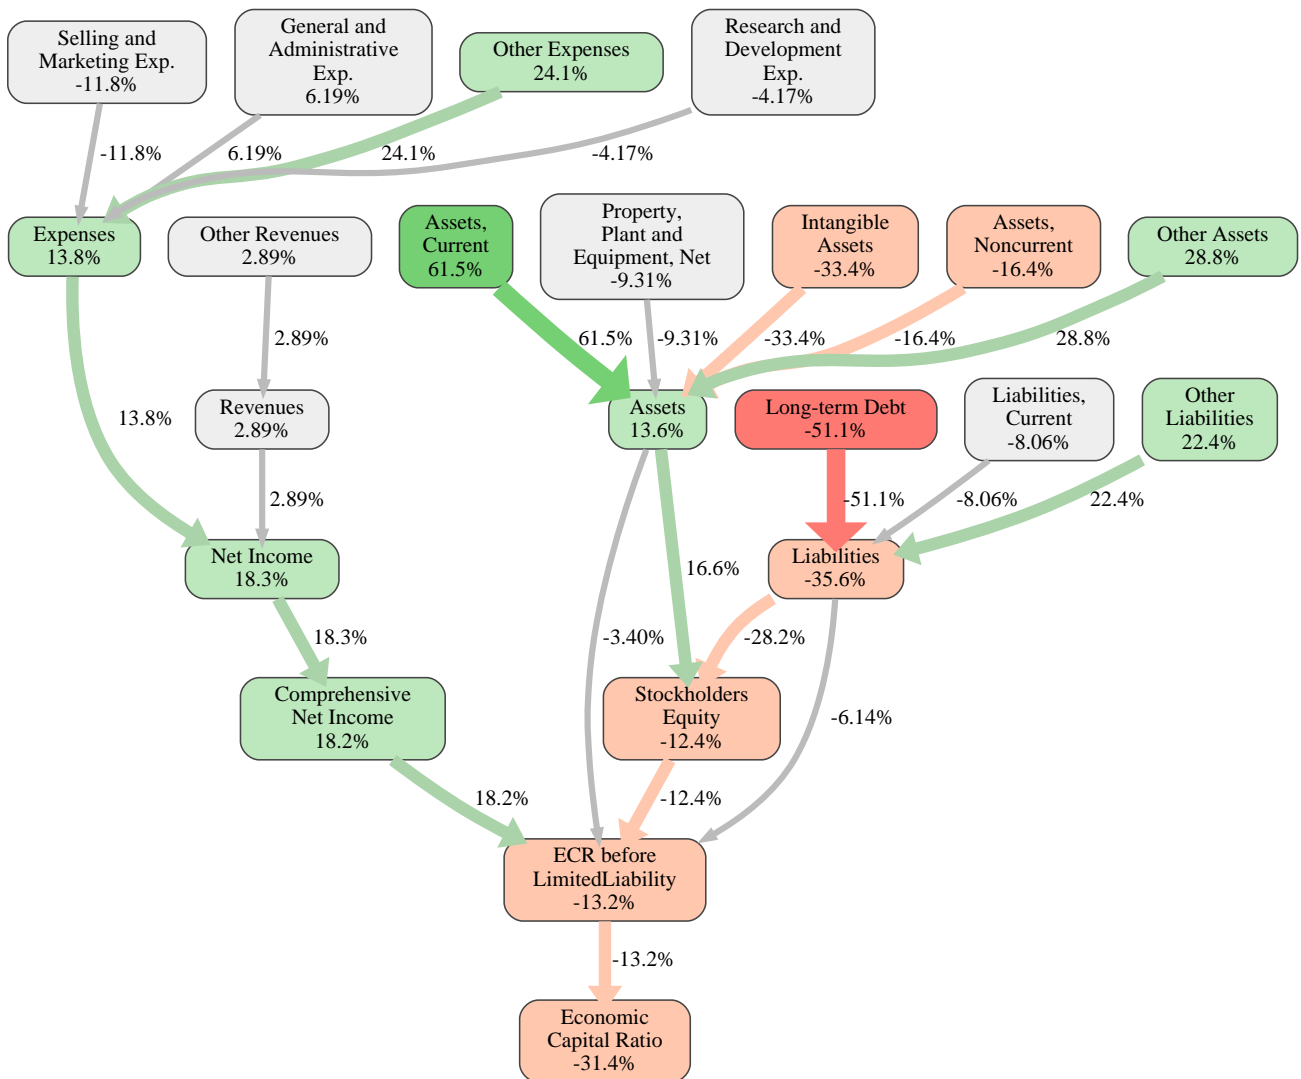 Selling and
Marketing Exp.
-11.8%
General and
Administrative
Exp.
6.19%
Other Expenses
24.1%
Research and
Development
Exp.
-4.17%
-11.8%
6.19%
24.1%
-4.17%
Expenses
13.8%
Other Revenues
2.89%
Assets,
Current
61.5%
Property,
Plant and
Equipment, Net
-9.31%
Intangible
Assets
-33.4%
Assets,
Noncurrent
-16.4%
Other Assets
28.8%
2.89%
61.5%
-9.31%
-33.4%
-16.4%
28.8%
13.8%
Revenues
2.89%
Assets
13.6%
Long-term Debt
-51.1%
Liabilities,
Current
-8.06%
Other
Liabilities
22.4%
2.89%
-51.1%
-8.06%
22.4%
Net Income
18.3%
16.6%
Liabilities
-35.6%
18.3%
-3.40%
-28.2%
Comprehensive
Net Income
18.2%
Stockholders
Equity
-12.4%
-6.14%
18.2%
-12.4%
ECR before
LimitedLiability
-13.2%
-13.2%
Economic
Capital Ratio
-31.4%